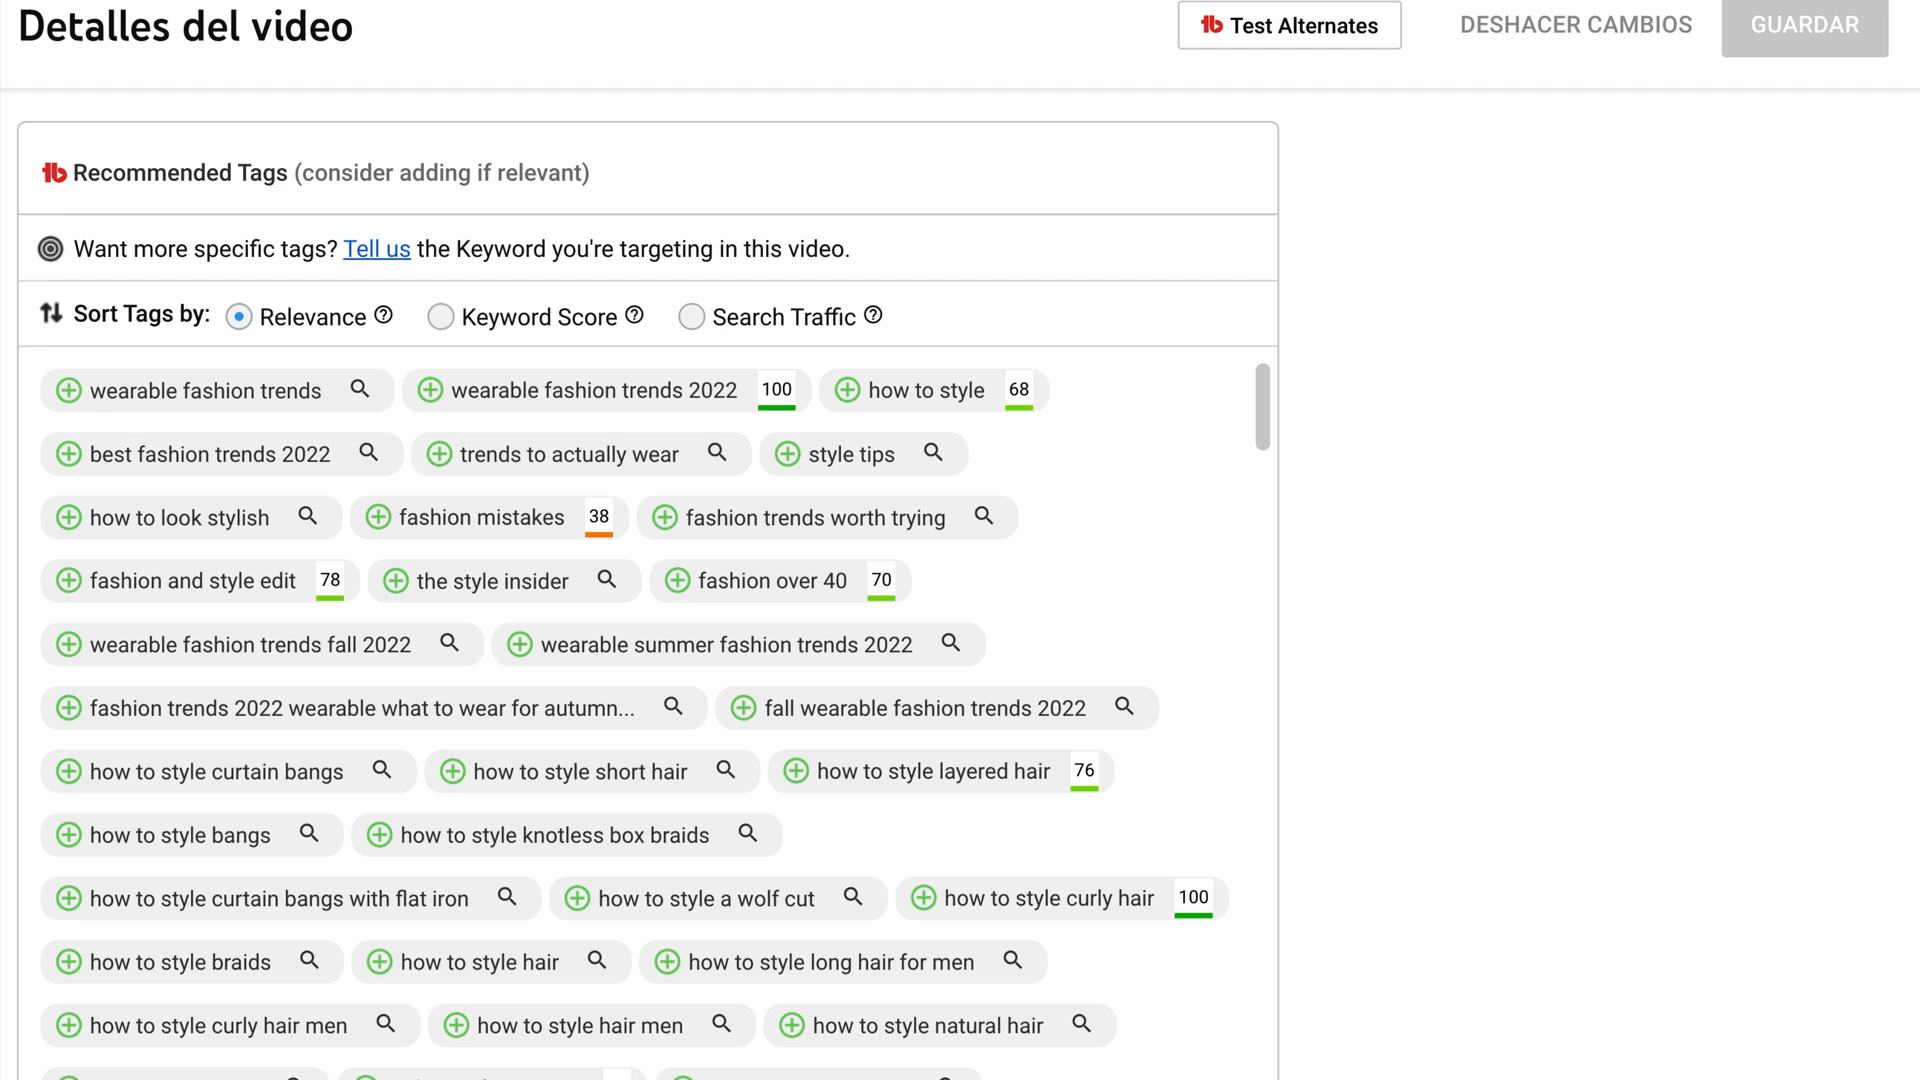 Detalles del video
Test Alternates
DESHACER CAMBIOS
GUARDAR
Recommended Tags (consider adding if relevant)
Want more specific tags? Tell us the Keyword you're targeting in this video.
Sort Tags by: Relevance Keyword Score Search Traffic
wearable fashion trends wearable fashion trends 2022 100 how to style 68
best fashion trends 2022 trends to actually wear style tips
how to look stylish fashion mistakes 38 fashion trends worth trying
fashion and style edit 78 the style insider fashion over 40 70
wearable fashion trends fall 2022 wearable summer fashion trends 2022
fashion trends 2022 wearable what to wear for autumn... fall wearable fashion trends 2022
how to style curtain bangs how to style short hair how to style layered hair 76
how to style bangs how to style knotless box braids
how to style curtain bangs with flat iron how to style a wolf cut how to style curly hair 100
how to style braids how to style hair how to style long hair for men
how to style curly hair men how to style hair men how to style natural hair